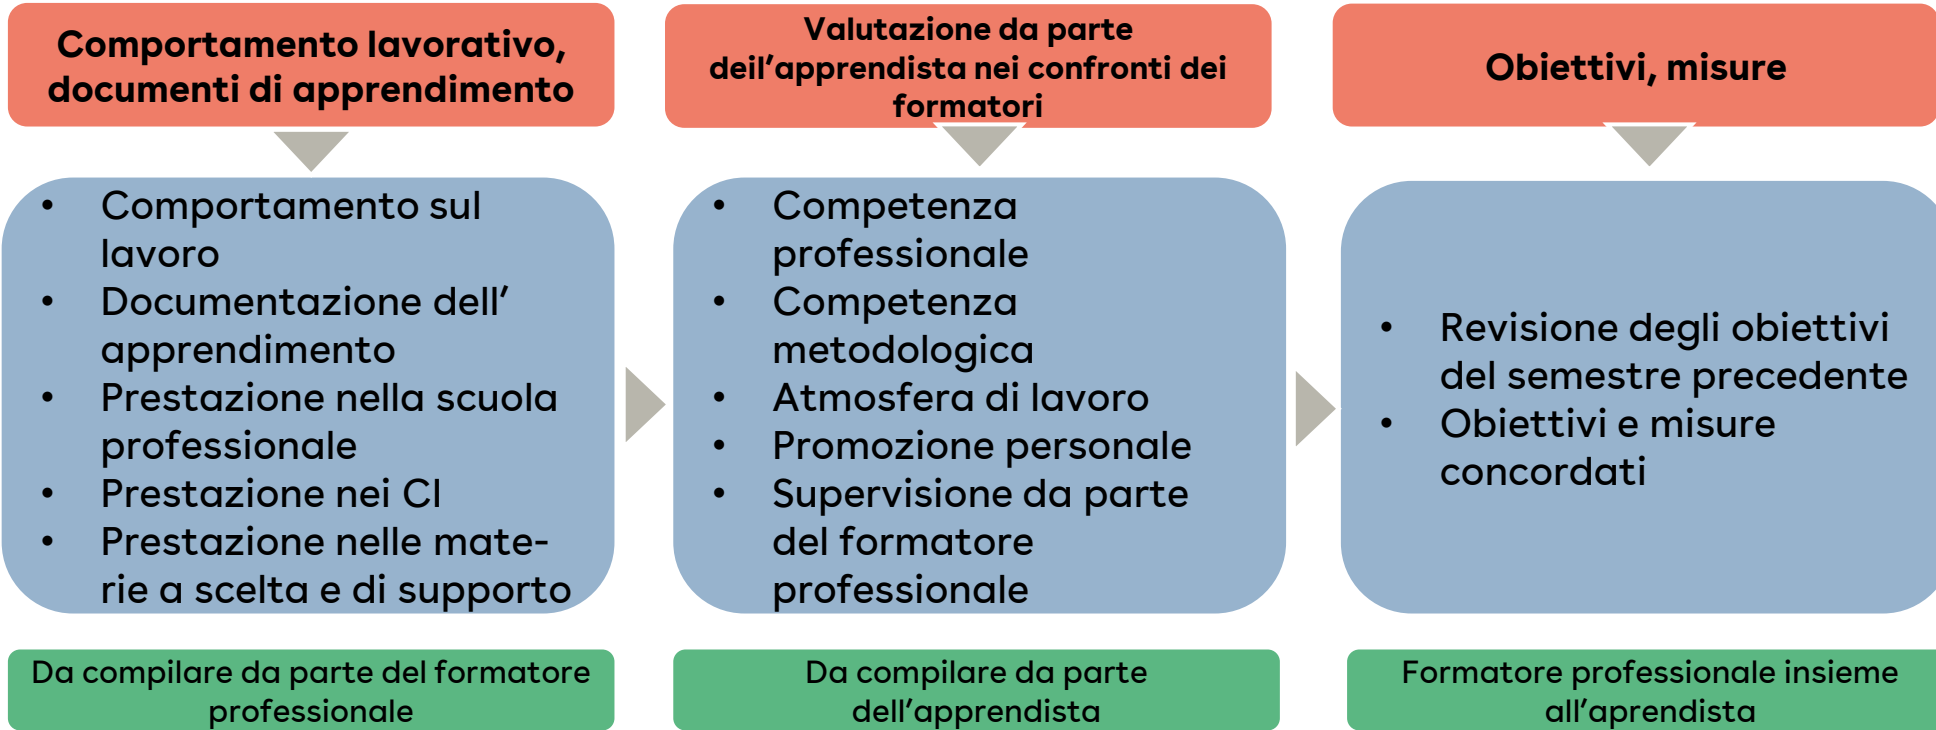 Comportamento lavorativo,
documenti di apprendimento
• Comportamento sul
lavoro
• Documentazione dell’
apprendimento
• Prestazione nella scuola
professionale
• Prestazione nei CI
• Prestazione nelle mate-
rie a scelta e di supporto
Da compilare da parte del formatore
professionale
Valutazione da parte
deil’apprendista nei confronti dei
formatori
• Competenza
professionale
• Competenza
metodologica
• Atmosfera di lavoro
• Promozione personale
• Supervisione da parte
del formatore
professionale
Da compilare da parte
dell’apprendista
Obiettivi, misure
• Revisione degli obiettivi
del semestre precedente
• Obiettivi e misure
concordati
Formatore professionale insieme
all’aprendista